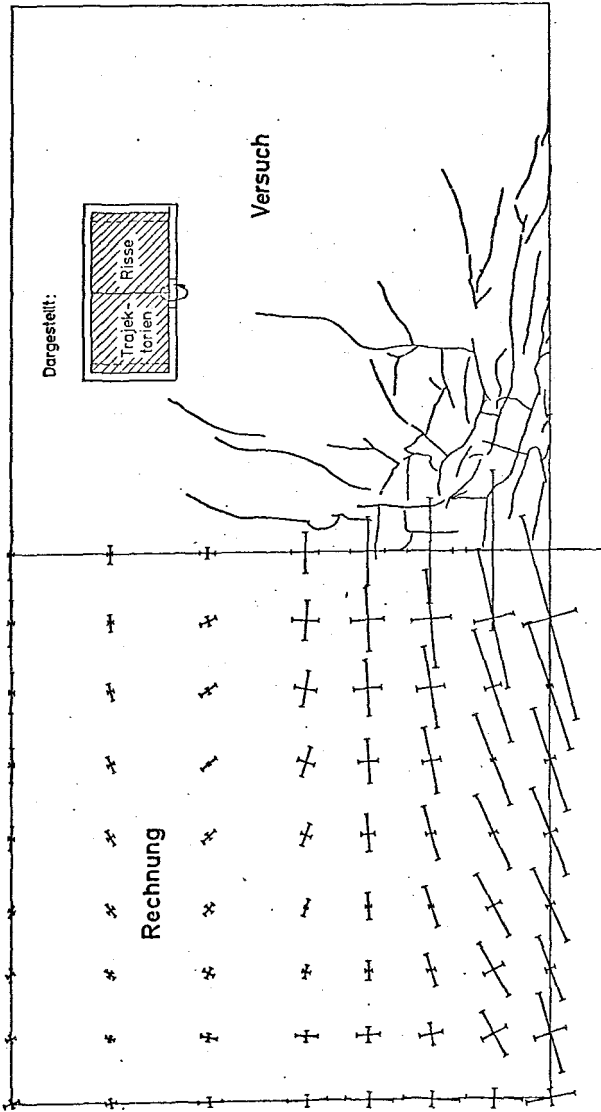 Dargestellt:
Trajek-
torien
Risse
Versuch
Rechnung